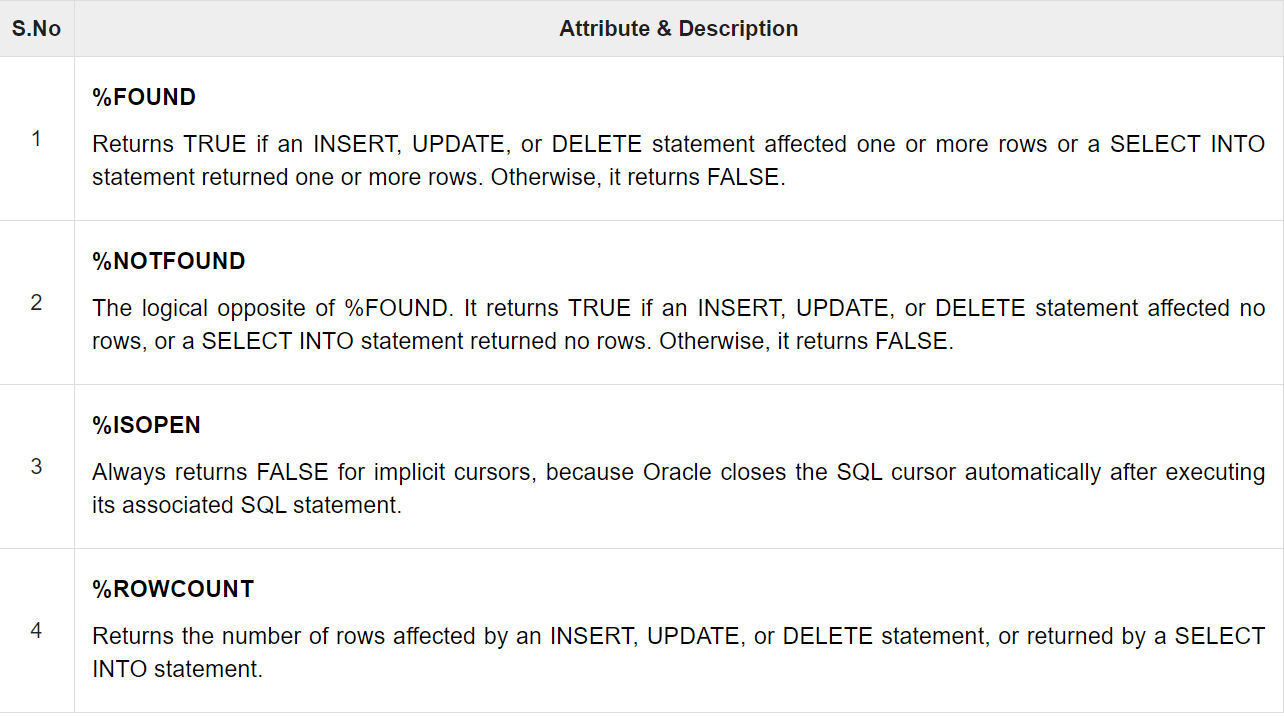 S.No Attribute & Description
%FOUND
1
Returns TRUE if an INSERT, UPDATE, or DELETE statement affected one or more rows or a SELECT INTO
statement returned one or more rows. Otherwise, it returns FALSE.
%NOTFOUND
2
The logical opposite of %FOUND. It returns TRUE if an INSERT, UPDATE, or DELETE statement affected no
rows, or a SELECT INTO statement returned no rows. Otherwise, it returns FALSE.
%ISOPEN
3
Always returns FALSE for implicit cursors, because Oracle closes the SQL cursor automatically after executing
its associated SQL statement.
%ROWCOUNT
4
Returns the number of rows affected by an INSERT, UPDATE, or DELETE statement, or returned by a SELECT
INTO statement.